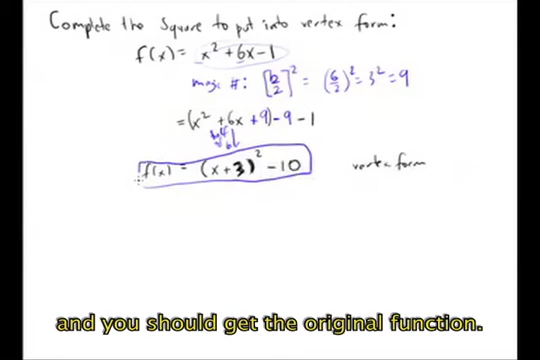 Complete the Square to put into vertex form:
f(x) = x² + 6x - 1
magic #: [b/2]² = (6/2)² = 3² = 9
= (x² + 6x + 9) - 9 - 1
f(x) = (x + 3)² - 10 vertex form
and you should get the original function.